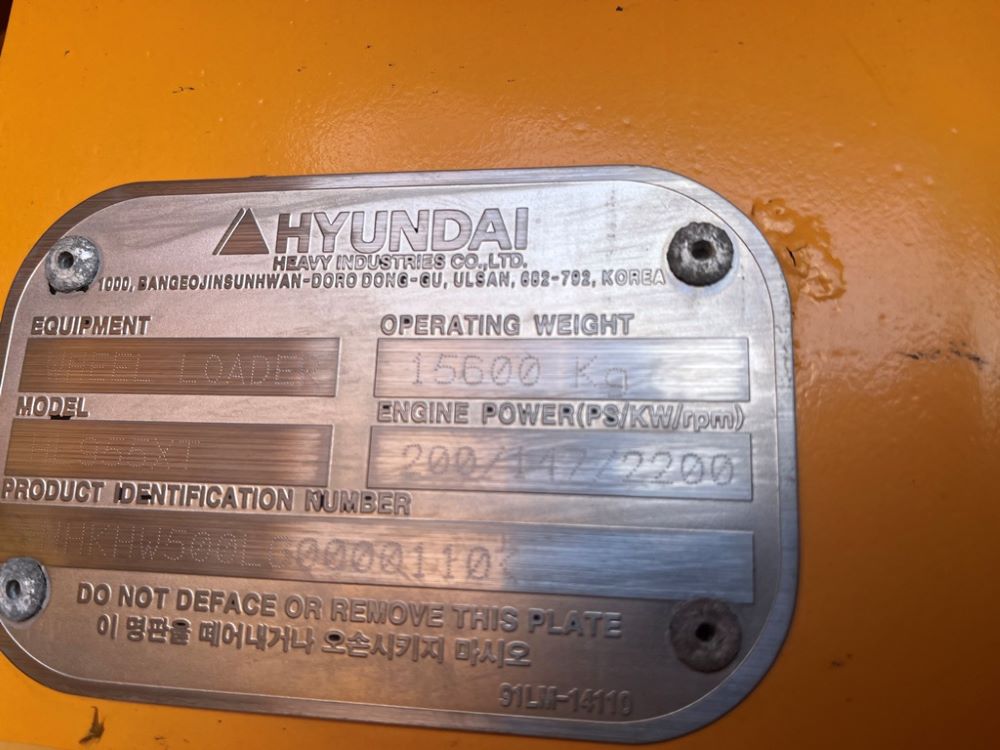 HYUNDAI
HEAVY INDUSTRIES CO.,LTD.
1000, BANGEOJINSUNHWAN-DORO DONG-GU, ULSAN, 682-792, KOREA
EQUIPMENT
WHEEL LOADER
OPERATING WEIGHT
15600 Kg
MODEL
HL955XT
ENGINE POWER(PS/KW/rpm)
200/147/2200
PRODUCT IDENTIFICATION NUMBER
DO NOT DEFACE OR REMOVE THIS PLATE
이 명판을 떼어내거나 오손시키지 마시오
91LM-14110